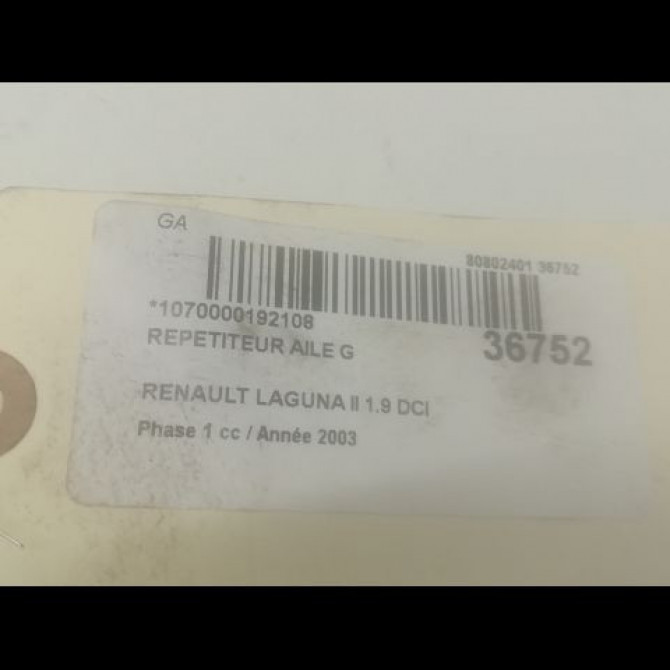 GA
80802401 36752
*1070000192108
36752
REPETITEUR AILE G
RENAULT LAGUNA II 1.9 DCI
Phase 1 cc / Année 2003